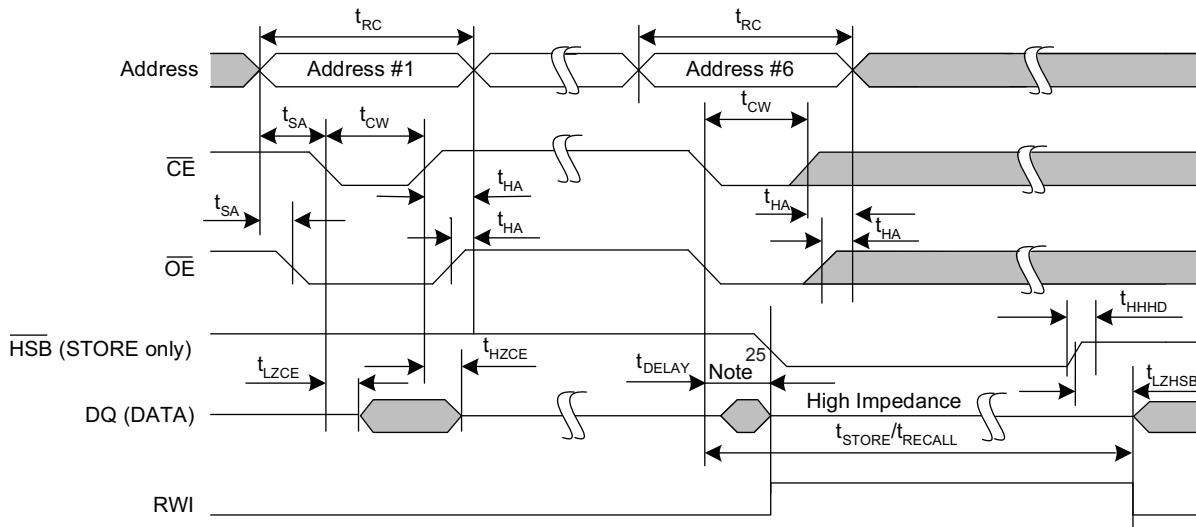 tRC tRC
Address Address #1 Address #6
tCW
tSA tCW
CE
tHA
tSA tHA
tHA tHA
OE
tHHHD
HSB (STORE only)
25
tLZCE tHZCE tDELAY Note tLZHSB
DQ (DATA) High Impedance
tSTORE/tRECALL
RWI